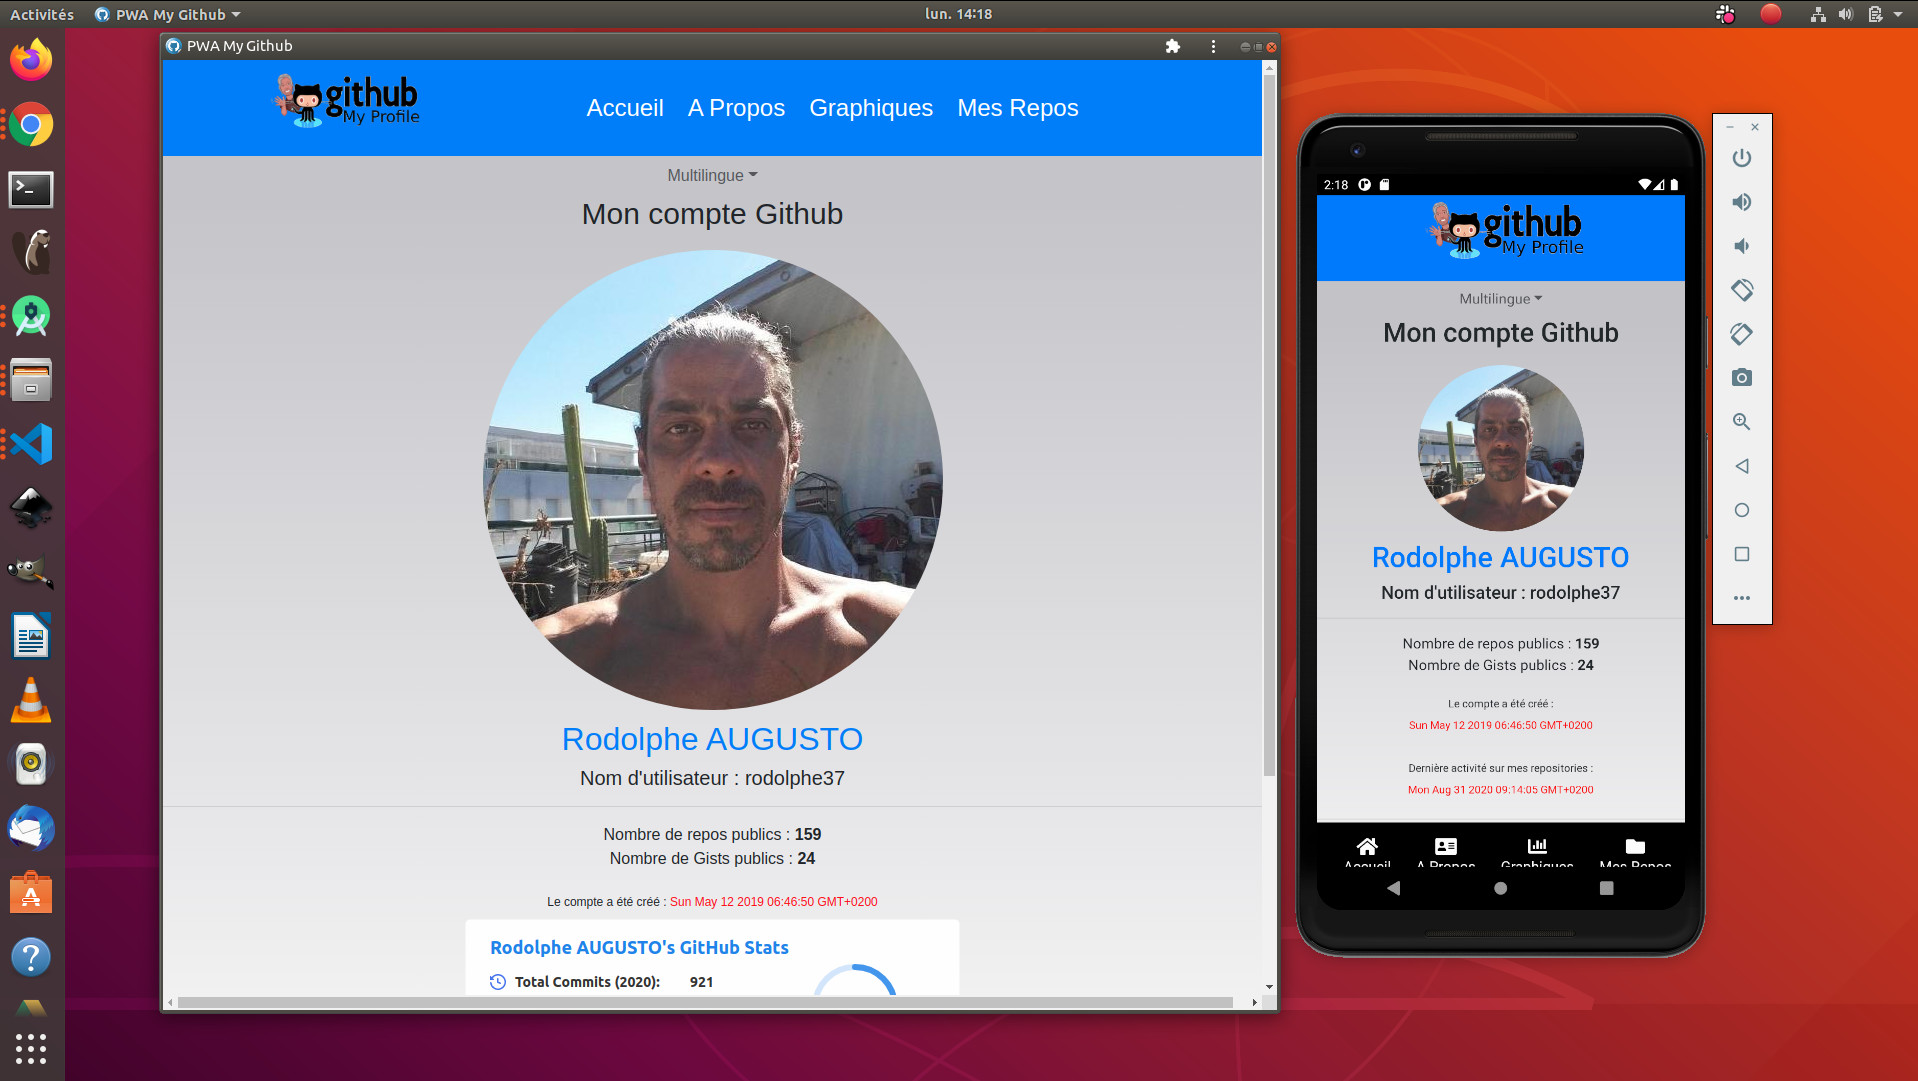 Activités
PWA My Github
lun. 14:18
PWA My Github
github
My Profile
Accueil
A Propos
Graphiques
Mes Repos
Multilingue
Mon compte Github
Rodolphe AUGUSTO
Nom d'utilisateur : rodolphe37
Nombre de repos publics : 159
Nombre de Gists publics : 24
Le compte a été créé : Sun May 12 2019 06:46:50 GMT+0200
Rodolphe AUGUSTO's GitHub Stats
Total Commits (2020): 921
2:18
github
My Profile
Multilingue
Mon compte Github
Rodolphe AUGUSTO
Nom d'utilisateur : rodolphe37
Nombre de repos publics : 159
Nombre de Gists publics : 24
Le compte a été créé :
Sun May 12 2019 06:46:50 GMT+0200
Dernière activité sur mes repositories :
Mon Aug 31 2020 09:14:05 GMT+0200
Accueil
A Propos
Graphiques
Mes Repos